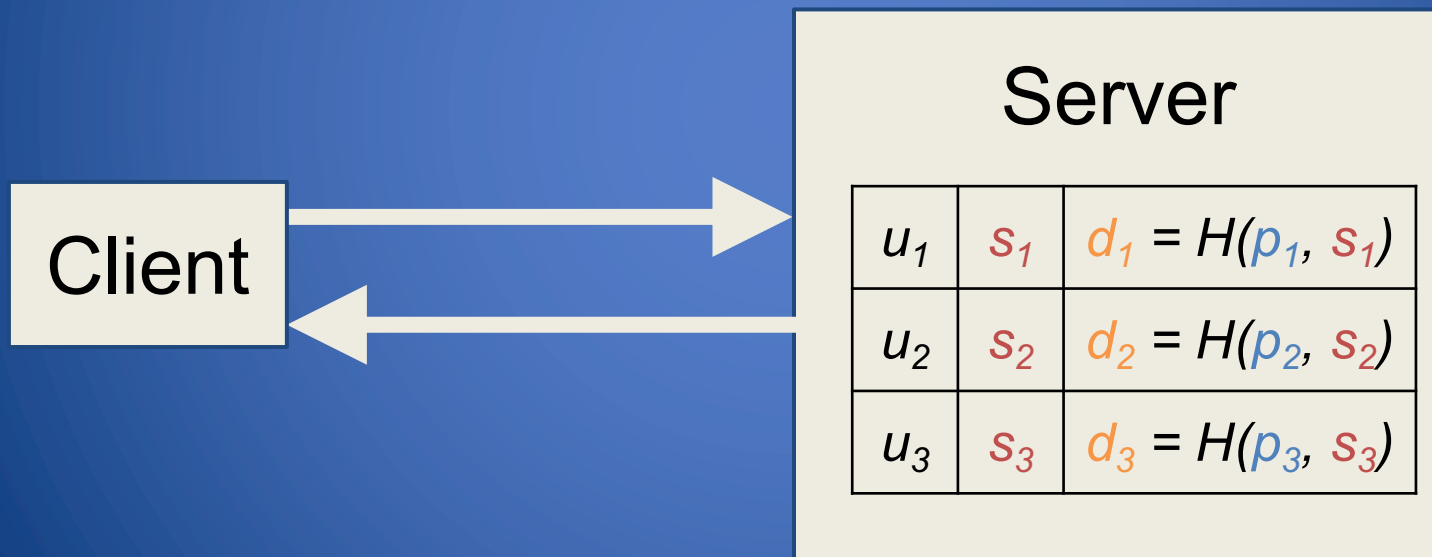 Server
Client
u₁ s₁ d₁ = H(p₁, s₁)
u₂ s₂ d₂ = H(p₂, s₂)
u₃ s₃ d₃ = H(p₃, s₃)